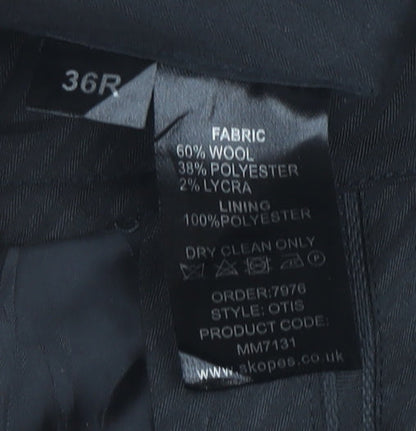 36R
FABRIC
60% WOOL
38% POLYESTER
2% LYCRA
LINING
100%POLYESTER
DRY CLEAN ONLY
P
ORDER:7976
STYLE: OTIS
PRODUCT CODE:
MM7131
www.skopes.co.uk